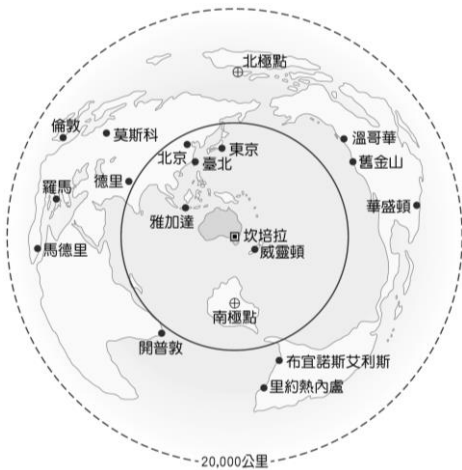 北極點
倫敦
莫斯科
溫哥華
北京
東京
臺北
舊金山
德里
羅馬
雅加達
華盛頓
坎培拉
馬德里
威靈頓
南極點
開普敦
布宜諾斯艾利斯
里約熱內盧
20,000公里